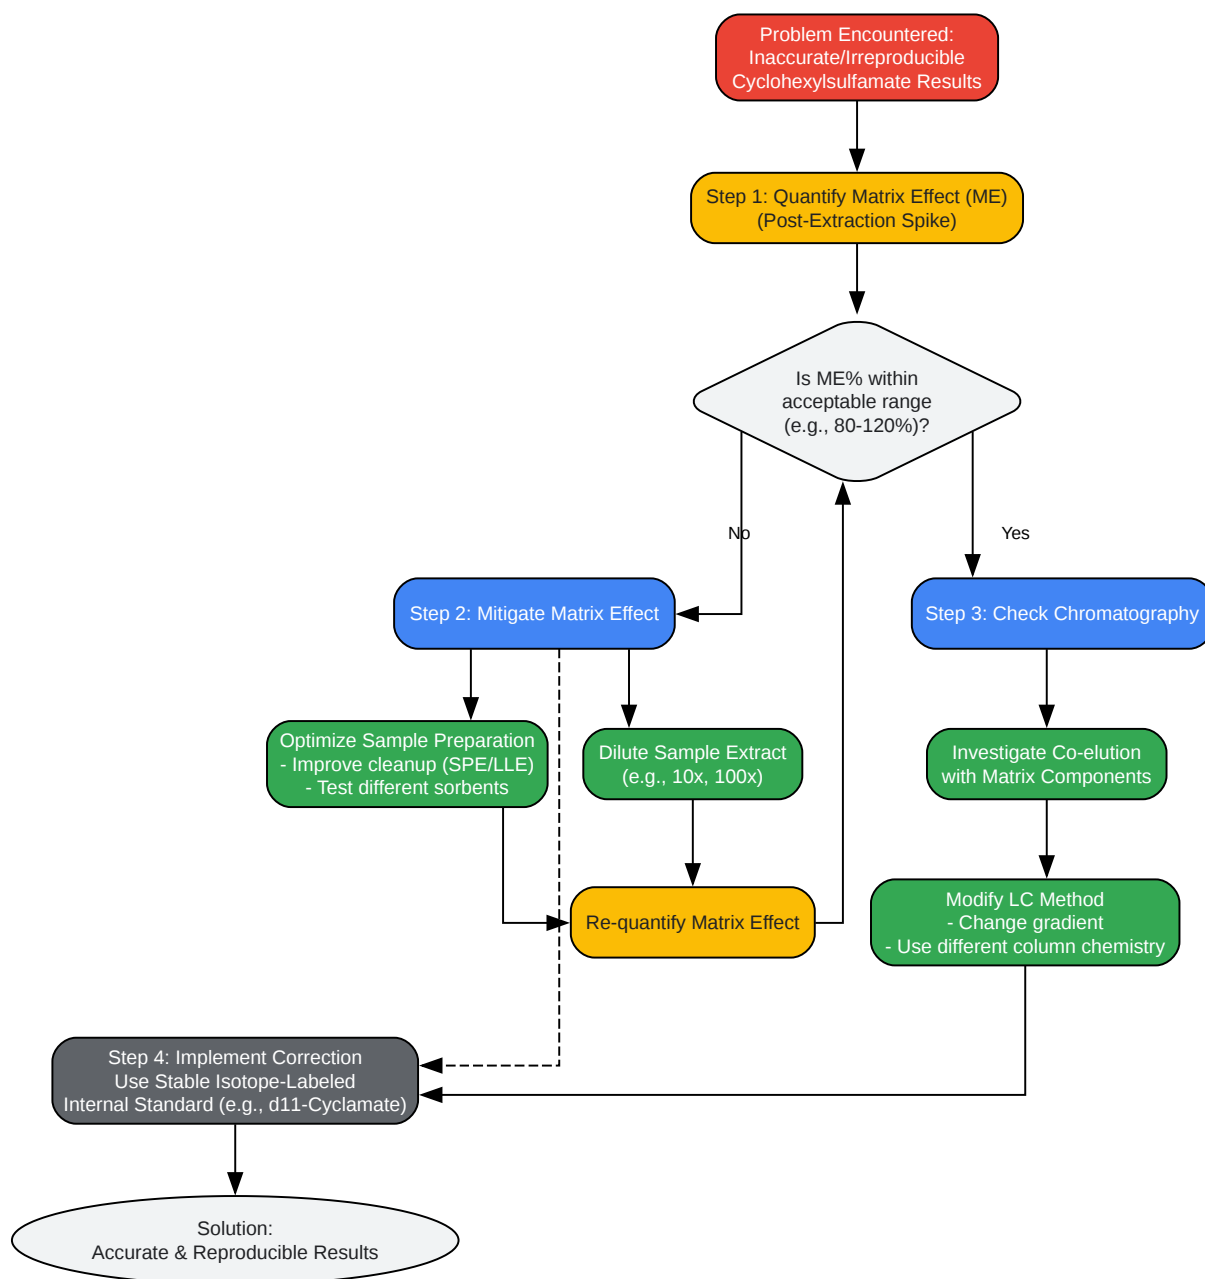 Problem Encountered:
Inaccurate/Irreproducible
Cyclohexylsulfamate Results
Step 1: Quantify Matrix Effect (ME)
(Post-Extraction Spike)
Is ME% within
acceptable range
(e.g., 80-120%)?
No
Yes
Step 2: Mitigate Matrix Effect
Step 3: Check Chromatography
Optimize Sample Preparation
- Improve cleanup (SPE/LLE)
- Test different sorbents
Dilute Sample Extract
(e.g., 10x, 100x)
Investigate Co-elution
with Matrix Components
Re-quantify Matrix Effect
Modify LC Method
- Change gradient
- Use different column chemistry
Step 4: Implement Correction
Use Stable Isotope-Labeled
Internal Standard (e.g., d11-Cyclamate)
Solution:
Accurate & Reproducible Results